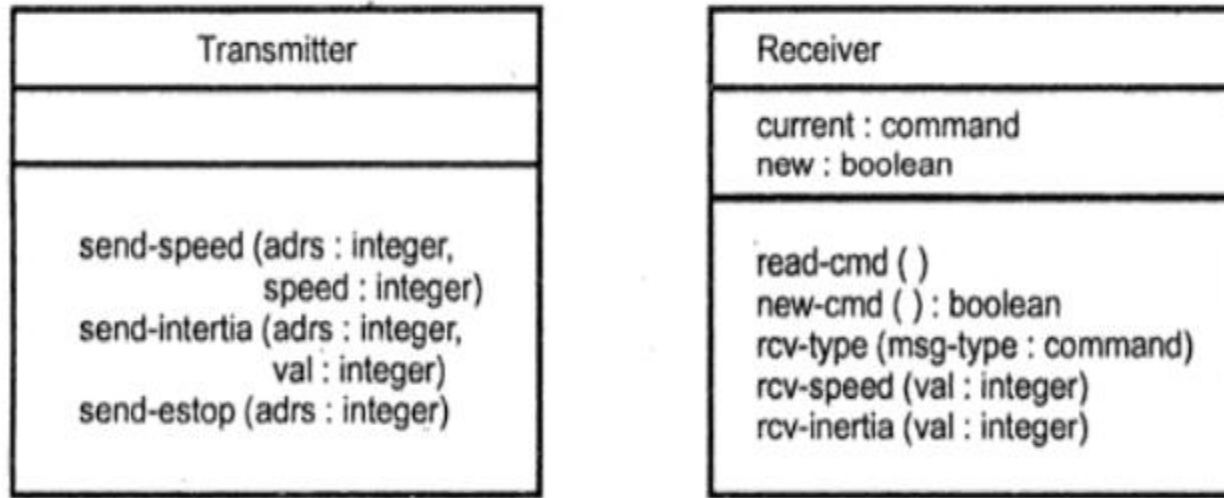 Transmitter
send-speed (adrs : integer,
speed : integer)
send-intertia (adrs : integer,
val : integer)
send-estop (adrs : integer)
Receiver
current : command
new : boolean
read-cmd ( )
new-cmd ( ) : boolean
rcv-type (msg-type : command)
rcv-speed (val : integer)
rcv-inertia (val : integer)